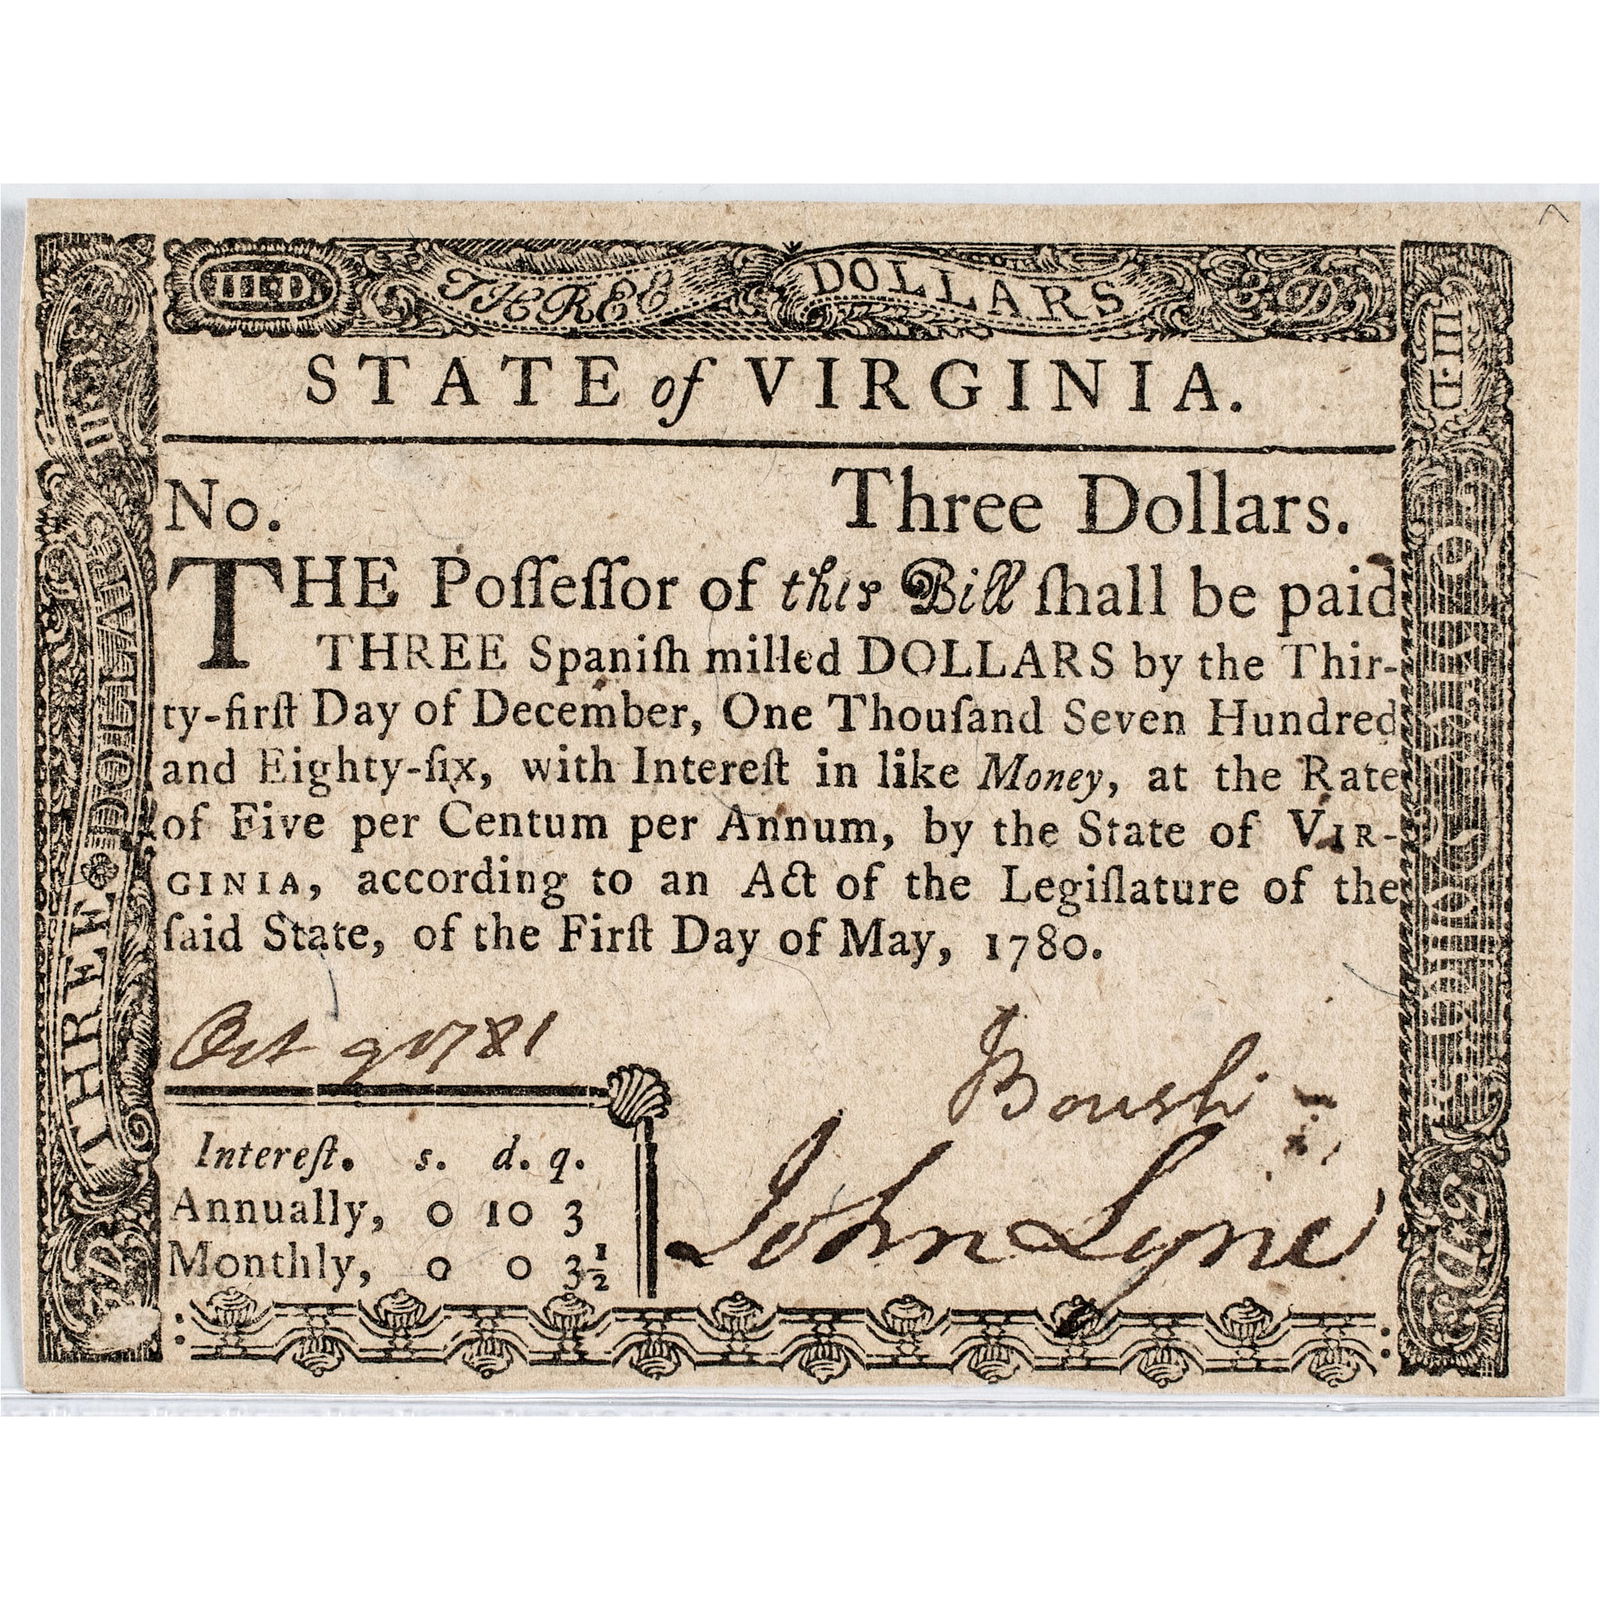 III.D
THREE DOLLARS
3D
STATE of VIRGINIA.
No. Three Dollars.
THE Poſſeſſor of this Bill ſhall be paid
THREE Spaniſh milled DOLLARS by the Thir-
ty-firſt Day of December, One Thouſand Seven Hundred
and Eighty-ſix, with Intereſt in like Money, at the Rate
of Five per Centum per Annum, by the State of VIR-
GINIA, according to an Act of the Legiſlature of the
ſaid State, of the Firſt Day of May, 1780.
Oct 9 1781
Boush
John Lyne
Intereſt. s. d. q.
Annually, 0 10 3
Monthly, 0 0 3½
THREE DOLLARS
III.D
3D